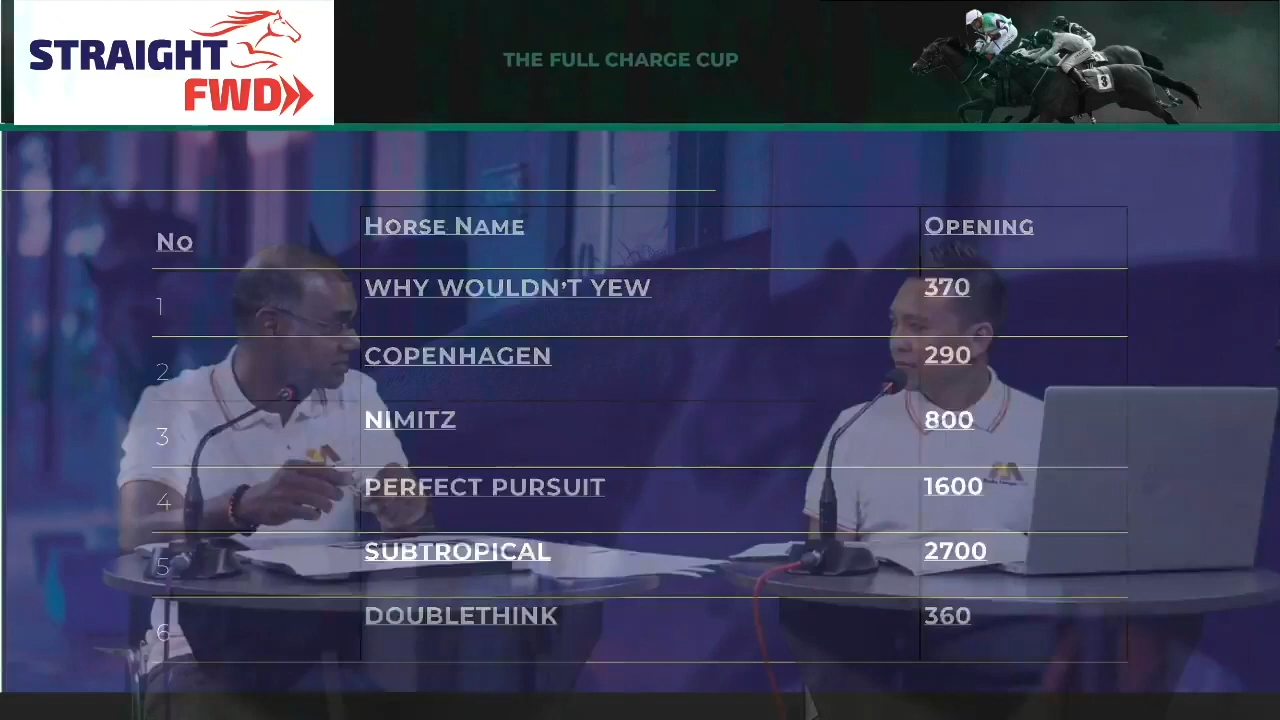 STRAIGHT
FWD
THE FULL CHARGE CUP
3
No Horse Name Opening
1 WHY WOULDN'T YEW 370
2 COPENHAGEN 290
3 NIMITZ 800
4 PERFECT PURSUIT 1600
5 SUBTROPICAL 2700
6 DOUBLETHINK 360